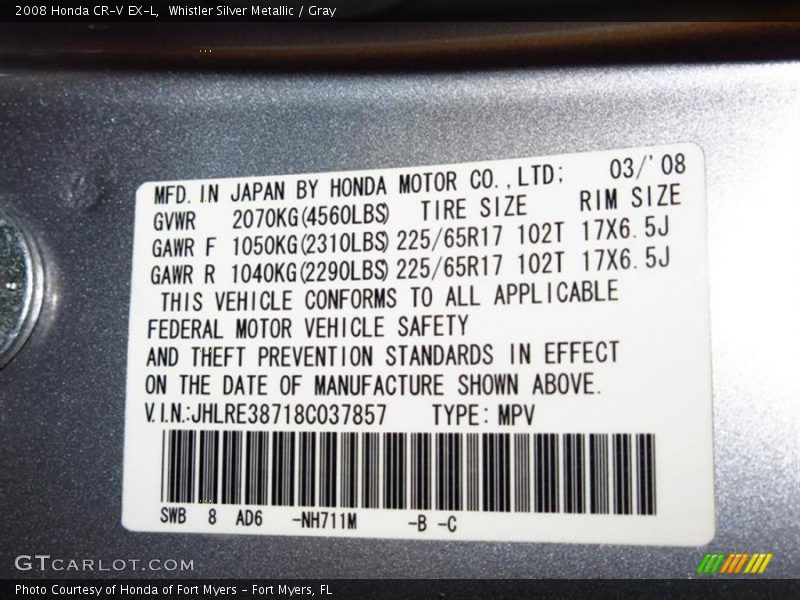 2008 Honda CR-V EX-L, Whistler Silver Metallic / Gray
MFD. IN JAPAN BY HONDA MOTOR CO., LTD: 03/'08
GVWR 2070KG(4560LBS) TIRE SIZE RIM SIZE
GAWR F 1050KG(2310LBS) 225/65R17 102T 17X6.5J
GAWR R 1040KG(2290LBS) 225/65R17 102T 17X6.5J
THIS VEHICLE CONFORMS TO ALL APPLICABLE
FEDERAL MOTOR VEHICLE SAFETY
AND THEFT PREVENTION STANDARDS IN EFFECT
ON THE DATE OF MANUFACTURE SHOWN ABOVE.
V.I.N.:JHLRE38718C037857 TYPE: MPV
SWB 8 AD6 -NH711M -B -C
GTCARLOT.COM
Photo Courtesy of Honda of Fort Myers - Fort Myers, FL